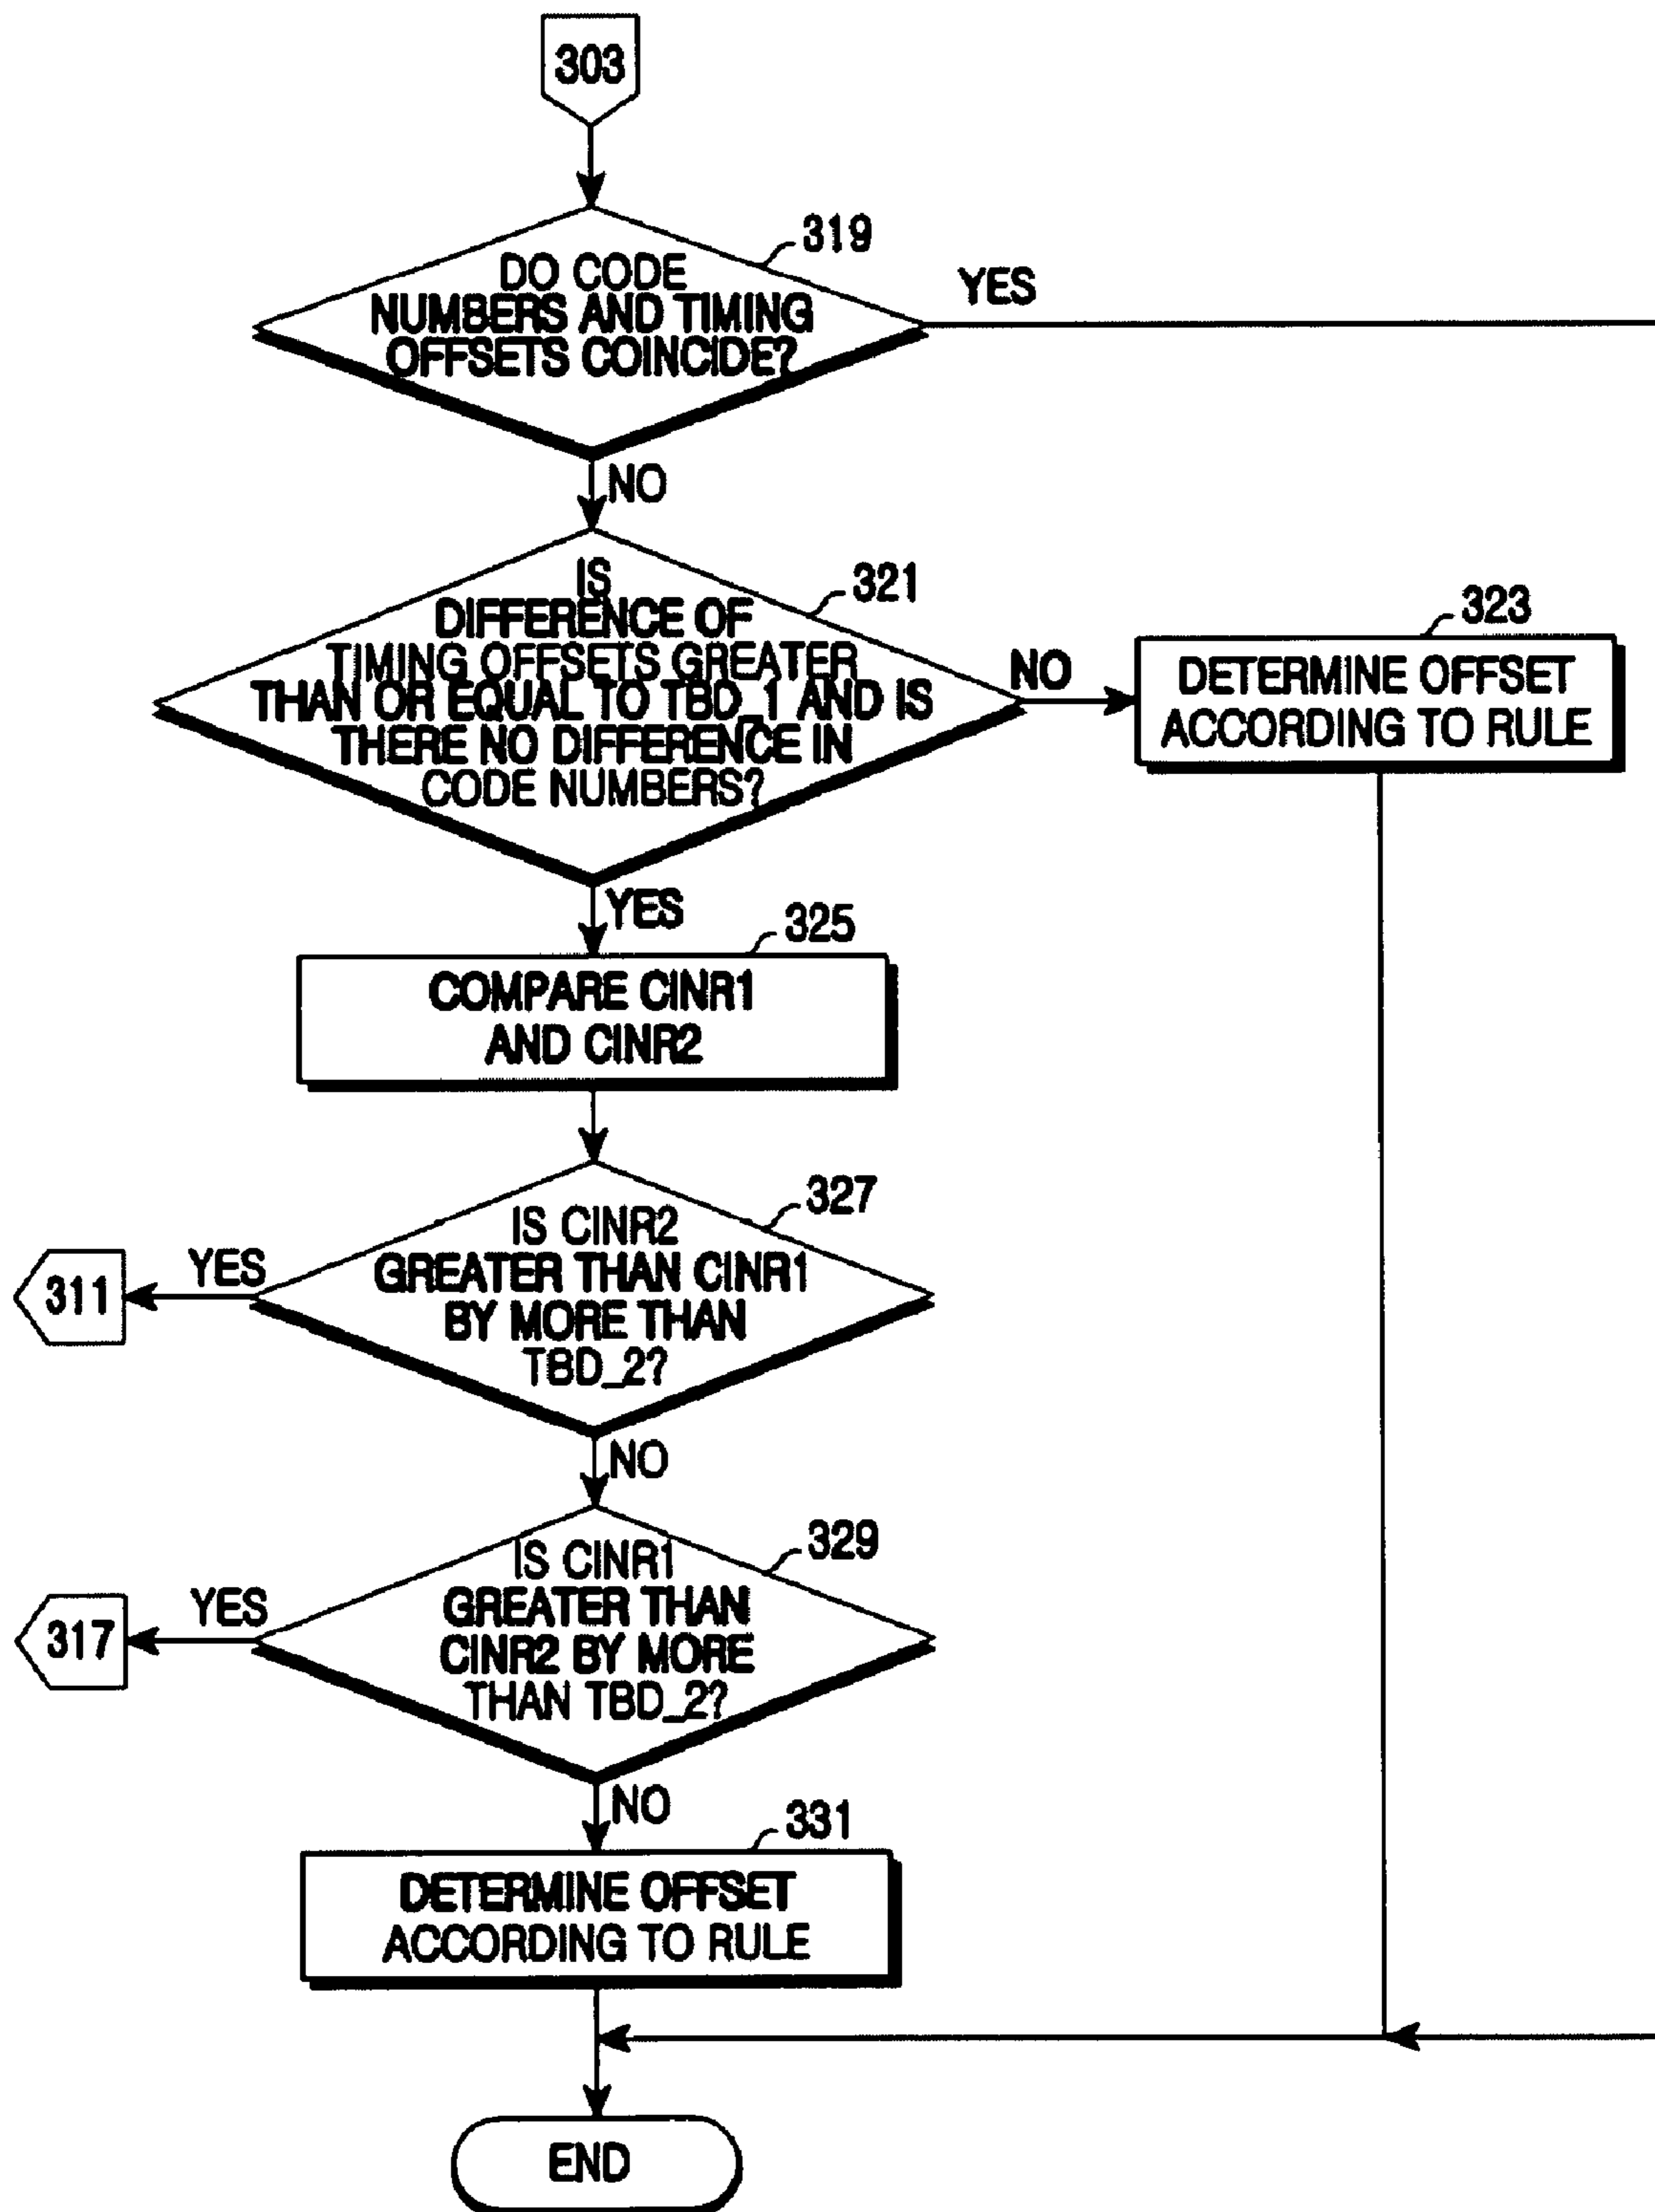 303
319
DO CODE
NUMBERS AND TIMING
OFFSETS COINCIDE?
YES
NO
321
IS
DIFFERENCE OF
TIMING OFFSETS GREATER
THAN OR EQUAL TO TBD_1 AND IS
THERE NO DIFFERENCE IN
CODE NUMBERS?
NO
323
DETERMINE OFFSET
ACCORDING TO RULE
YES
325
COMPARE CINR1
AND CINR2
327
IS CINR2
GREATER THAN CINR1
BY MORE THAN
TBD_2?
YES
311
NO
329
IS CINR1
GREATER THAN
CINR2 BY MORE
THAN TBD_2?
YES
317
NO
331
DETERMINE OFFSET
ACCORDING TO RULE
END